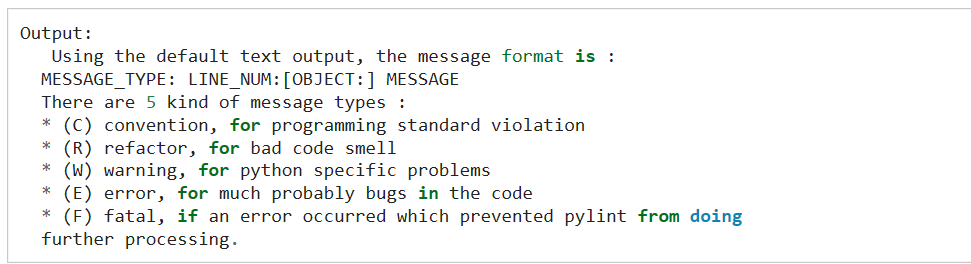 Output:
Using the default text output, the message format is :
MESSAGE_TYPE: LINE_NUM:[OBJECT:] MESSAGE
There are 5 kind of message types :
* (C) convention, for programming standard violation
* (R) refactor, for bad code smell
* (W) warning, for python specific problems
* (E) error, for much probably bugs in the code
* (F) fatal, if an error occurred which prevented pylint from doing
further processing.